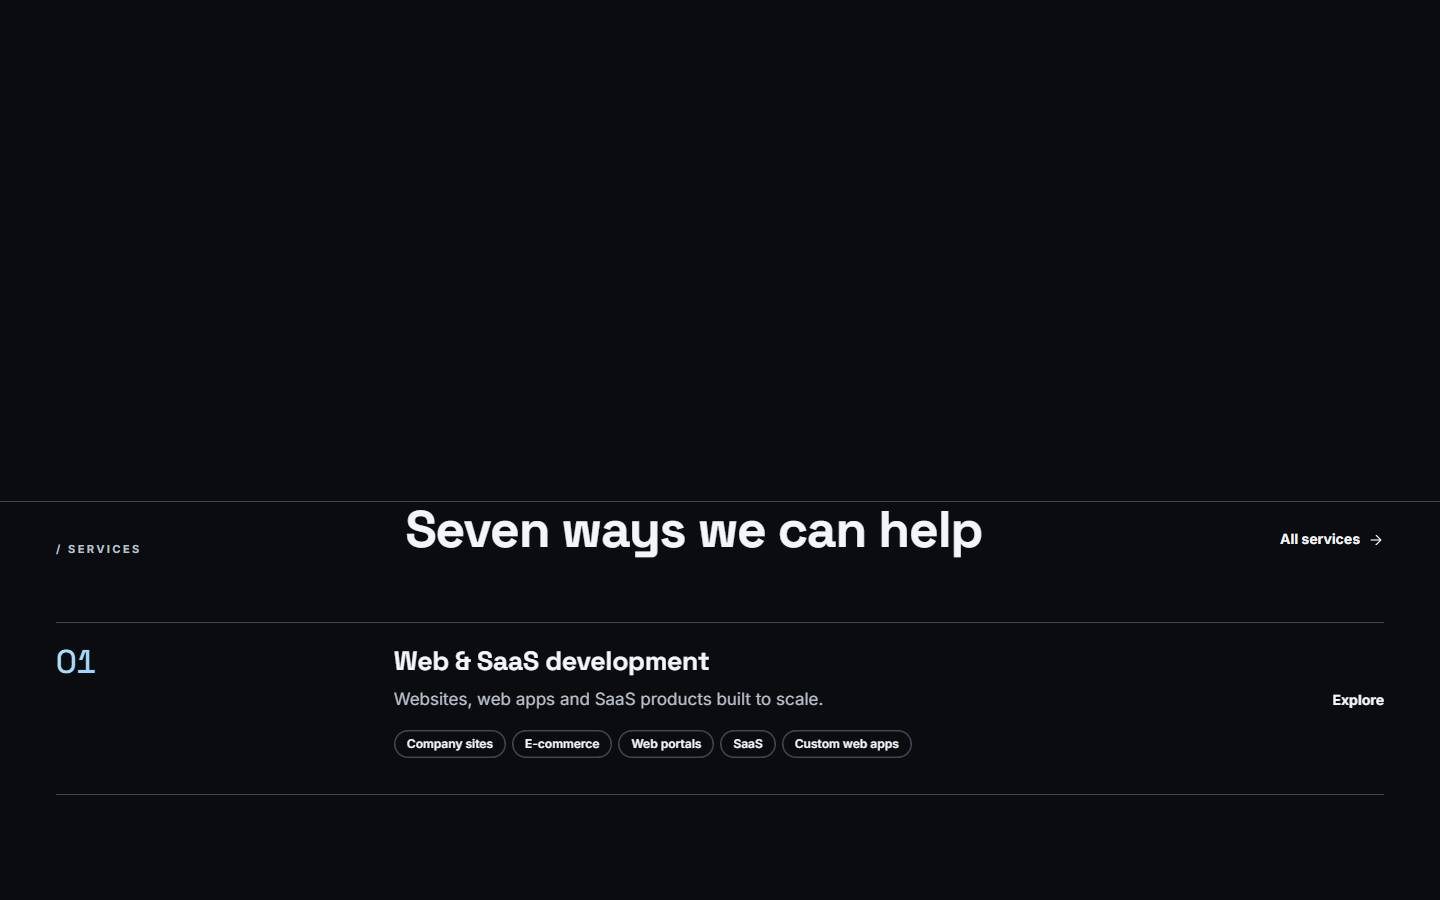 / SERVICES
Seven ways we can help
All services →
01
Web & SaaS development
Websites, web apps and SaaS products built to scale.
Explore
Company sites
E-commerce
Web portals
SaaS
Custom web apps